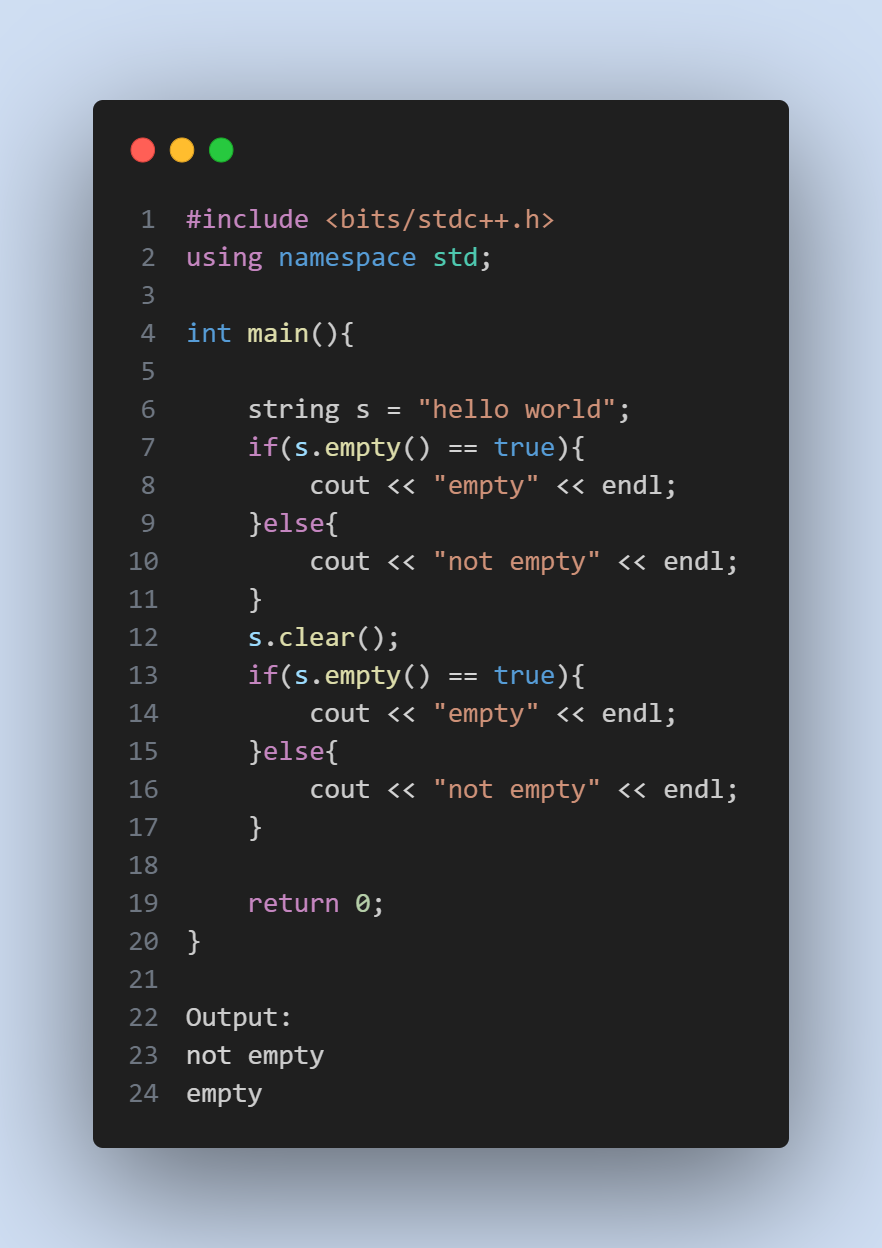 1 #include <bits/stdc++.h>
2 using namespace std;
3
4 int main(){
5
6     string s = "hello world";
7     if(s.empty() == true){
8         cout << "empty" << endl;
9     }else{
10         cout << "not empty" << endl;
11     }
12     s.clear();
13     if(s.empty() == true){
14         cout << "empty" << endl;
15     }else{
16         cout << "not empty" << endl;
17     }
18
19     return 0;
20 }
21
22 Output:
23 not empty
24 empty